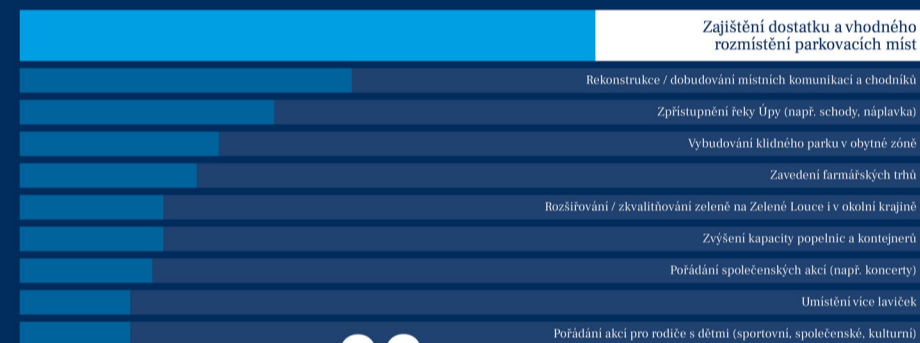 Zajištění dostatku a vhodného
rozmístění parkovacích míst
Rekonstrukce / dobudování místních komunikací a chodníků
Zpřístupnění řeky Úpy (např. schody, náplavka)
Vybudování klidného parku v obytné zóně
Zavedení farmářských trhů
Rozšiřování / zkvalitňování zeleně na Zelené Louce i v okolní krajině
Zvýšení kapacity popelnic a kontejnerů
Pořádání společenských akcí (např. koncerty)
Umístění více laviček
Pořádání akcí pro rodiče s dětmi (sportovní, společenské, kulturní)